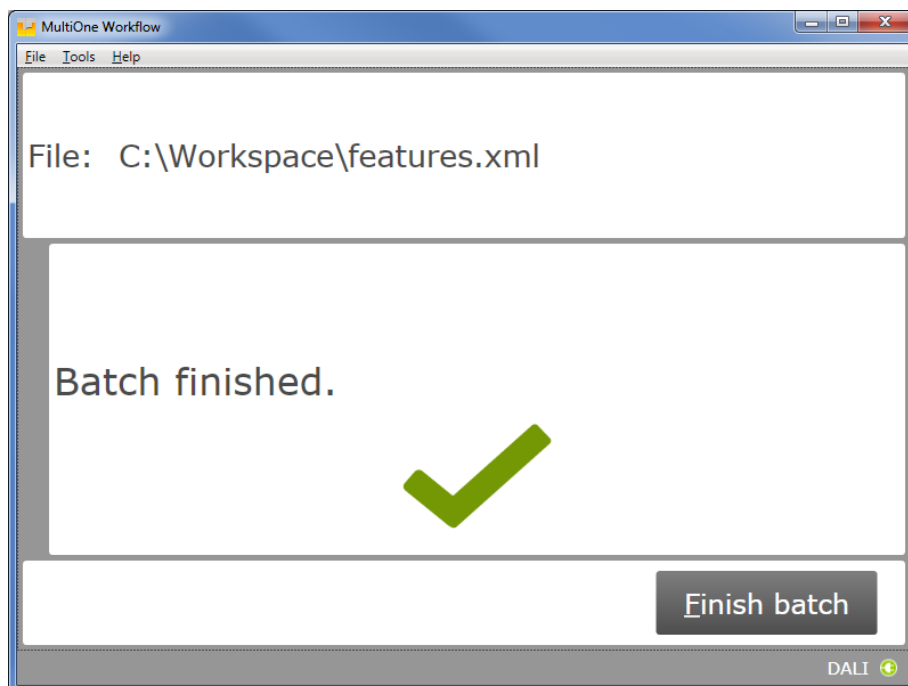 MultiOne Workflow
File Tools Help
File: C:\Workspace\features.xml
Batch finished.
Finish batch
DALI